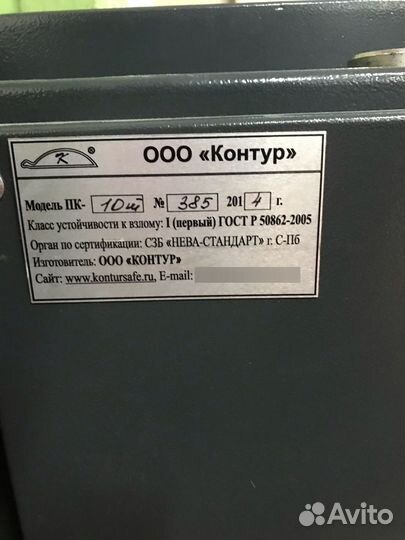 К ®
ООО «Контур»
Модель ПК- 10ш № 385 2014 г.
Класс устойчивости к взлому: I (первый) ГОСТ Р 50862-2005
Орган по сертификации: СЗБ «НЕВА-СТАНДАРТ» г. С-Пб
Изготовитель: ООО «КОНТУР»
Сайт: www.kontursafe.ru, E-mail:
Avito